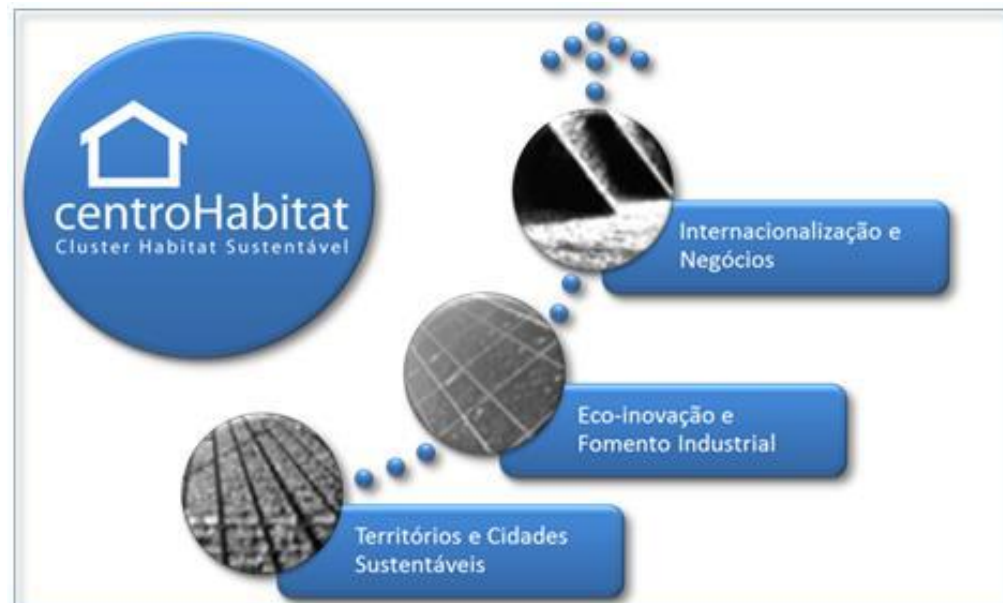 centroHabitat
Cluster Habitat Sustentável
Internacionalização e
Negócios
Eco-inovação e
Fomento Industrial
Territórios e Cidades
Sustentáveis